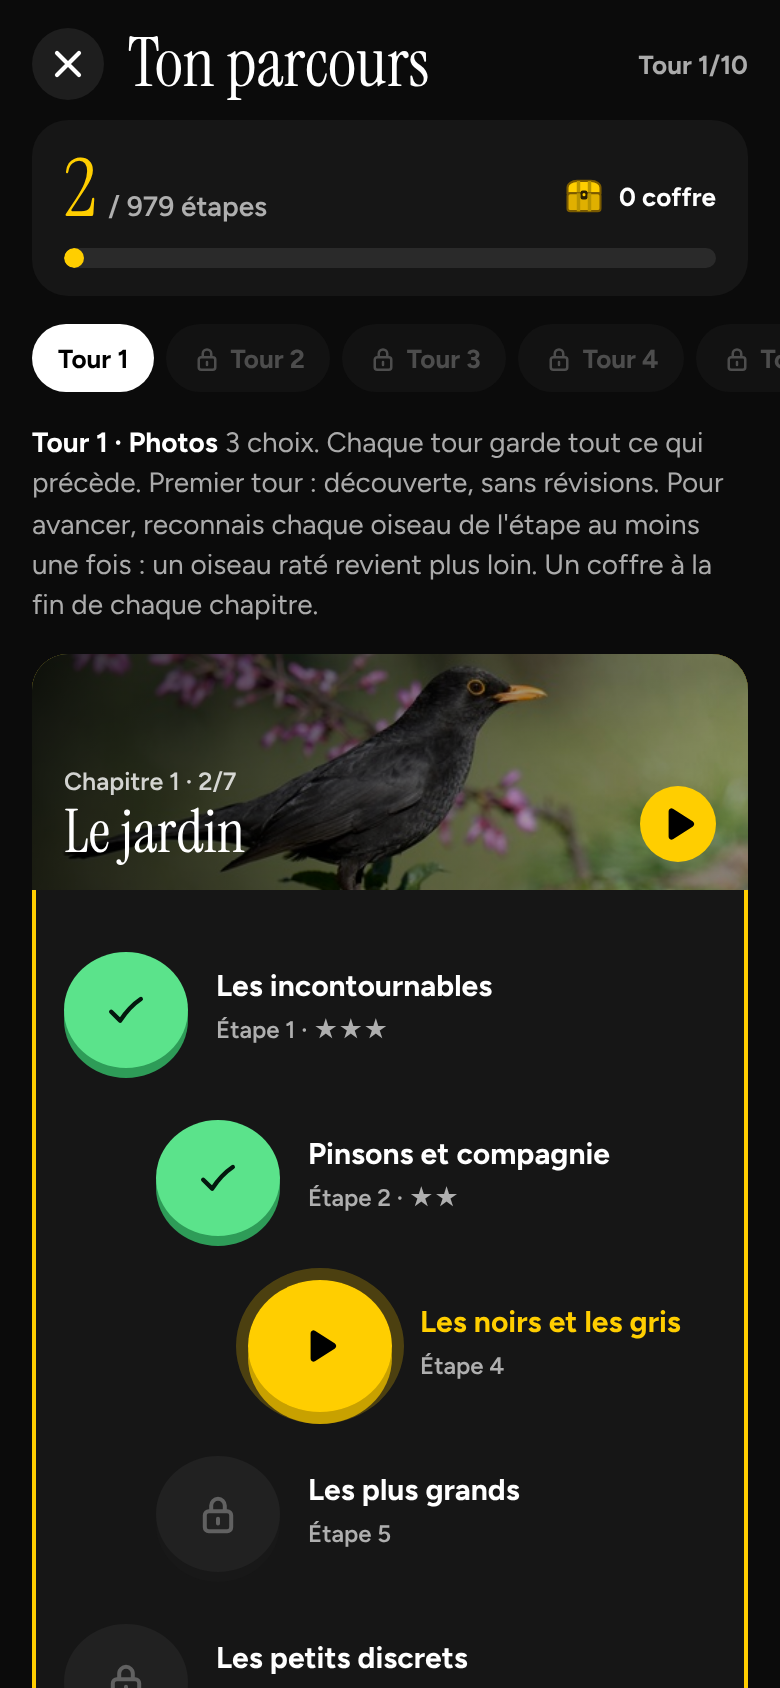 Ton parcours
Tour 1/10
2 / 979 étapes
0 coffre
Tour 1
Tour 2
Tour 3
Tour 4
Tour 1 · Photos 3 choix. Chaque tour garde tout ce qui
précède. Premier tour : découverte, sans révisions. Pour
avancer, reconnais chaque oiseau de l'étape au moins
une fois : un oiseau raté revient plus loin. Un coffre à la
fin de chaque chapitre.
Chapitre 1 · 2/7
Le jardin
Les incontournables
Étape 1 · ★★★
Pinsons et compagnie
Étape 2 · ★★
Les noirs et les gris
Étape 4
Les plus grands
Étape 5
Les petits discrets